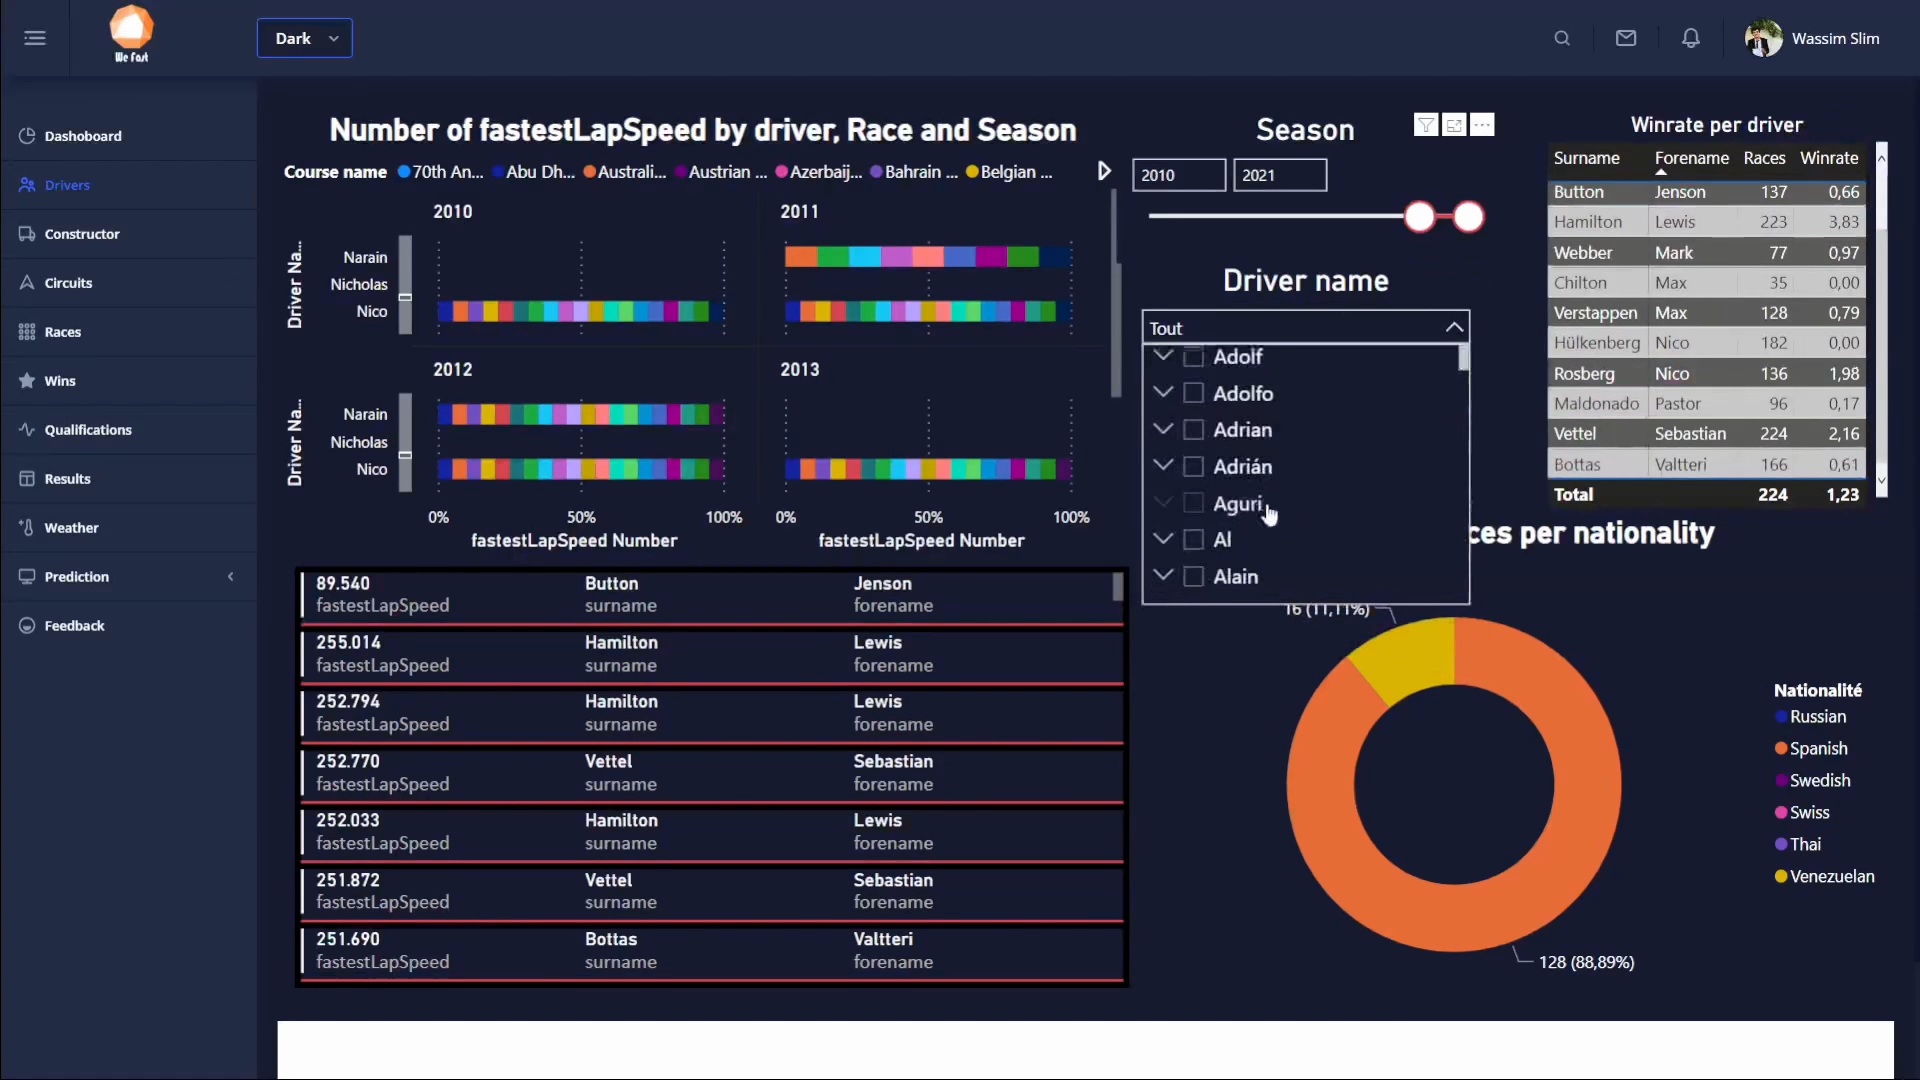 We Fast
Dark
Wassim Slim
Dashoboard
Drivers
Constructor
Circuits
Races
Wins
Qualifications
Results
Weather
Prediction
Feedback
Number of fastestLapSpeed by driver, Race and Season
Course name 70th An... Abu Dh... Australi... Austrian ... Azerbaij... Bahrain ... Belgian ...
2010
2011
Driver Na...
Narain
Nicholas
Nico
2012
2013
Driver Na...
Narain
Nicholas
Nico
0% 50% 100% 0% 50% 100%
fastestLapSpeed Number
fastestLapSpeed Number
89.540 Button Jenson
fastestLapSpeed surname forename
255.014 Hamilton Lewis
fastestLapSpeed surname forename
252.794 Hamilton Lewis
fastestLapSpeed surname forename
252.770 Vettel Sebastian
fastestLapSpeed surname forename
252.033 Hamilton Lewis
fastestLapSpeed surname forename
251.872 Vettel Sebastian
fastestLapSpeed surname forename
251.690 Bottas Valtteri
fastestLapSpeed surname forename
Season
2010 2021
Driver name
Tout
Adolf
Adolfo
Adrian
Adrián
Aguri
Al
Alain
Winrate per driver
Surname Forename Races Winrate
Button Jenson 137 0,66
Hamilton Lewis 223 3,83
Webber Mark 77 0,97
Chilton Max 35 0,00
Verstappen Max 128 0,79
Hülkenberg Nico 182 0,00
Rosberg Nico 136 1,98
Maldonado Pastor 96 0,17
Vettel Sebastian 224 2,16
Bottas Valtteri 166 0,61
Total 224 1,23
ces per nationality
16 (11,11%)
128 (88,89%)
Nationalité
Russian
Spanish
Swedish
Swiss
Thai
Venezuelan